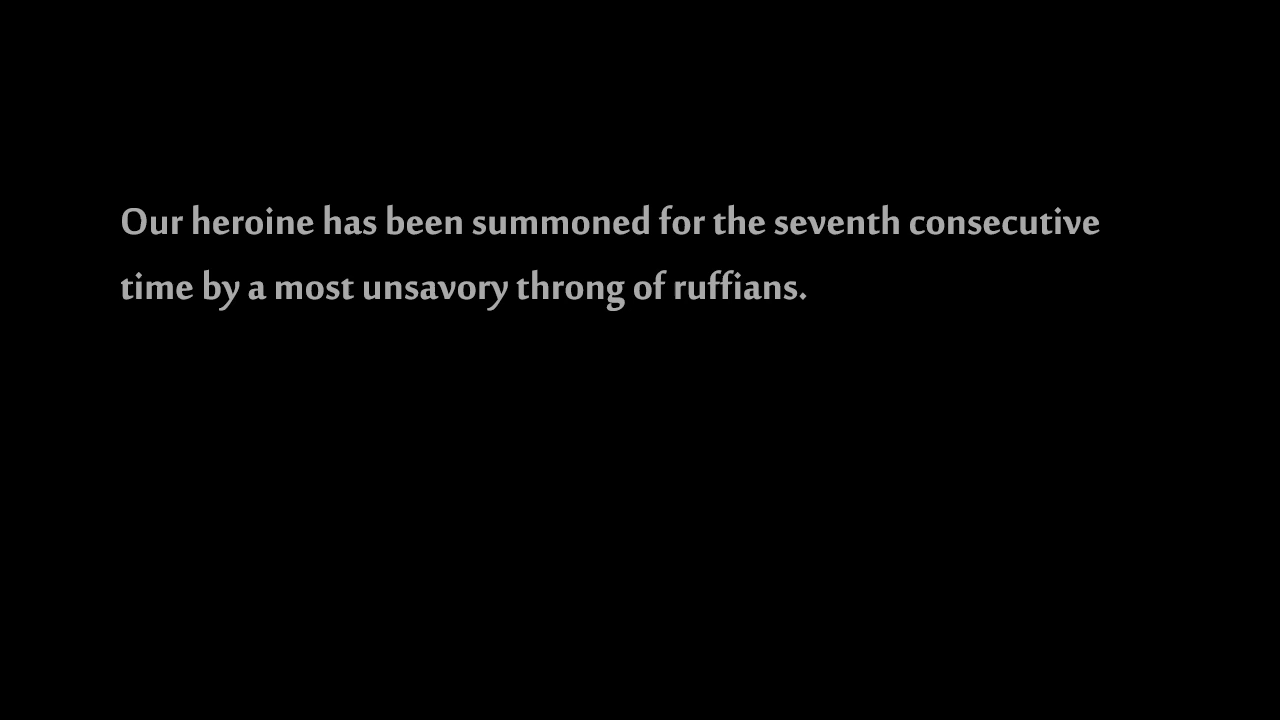 Our heroine has been summoned for the seventh consecutive
time by a most unsavory throng of ruffians.